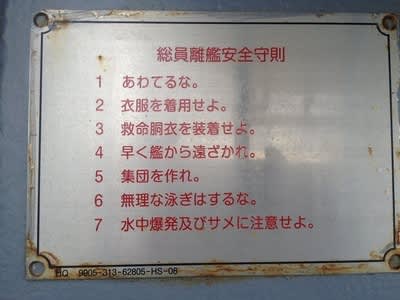 総員離艦安全守則
1 あわてるな。
2 衣服を着用せよ。
3 救命胴衣を装着せよ。
4 早く艦から遠ざかれ。
5 集団を作れ。
6 無理な泳ぎはするな。
7 水中爆発及びサメに注意せよ。
HQ 9905-313-62805-HS-08